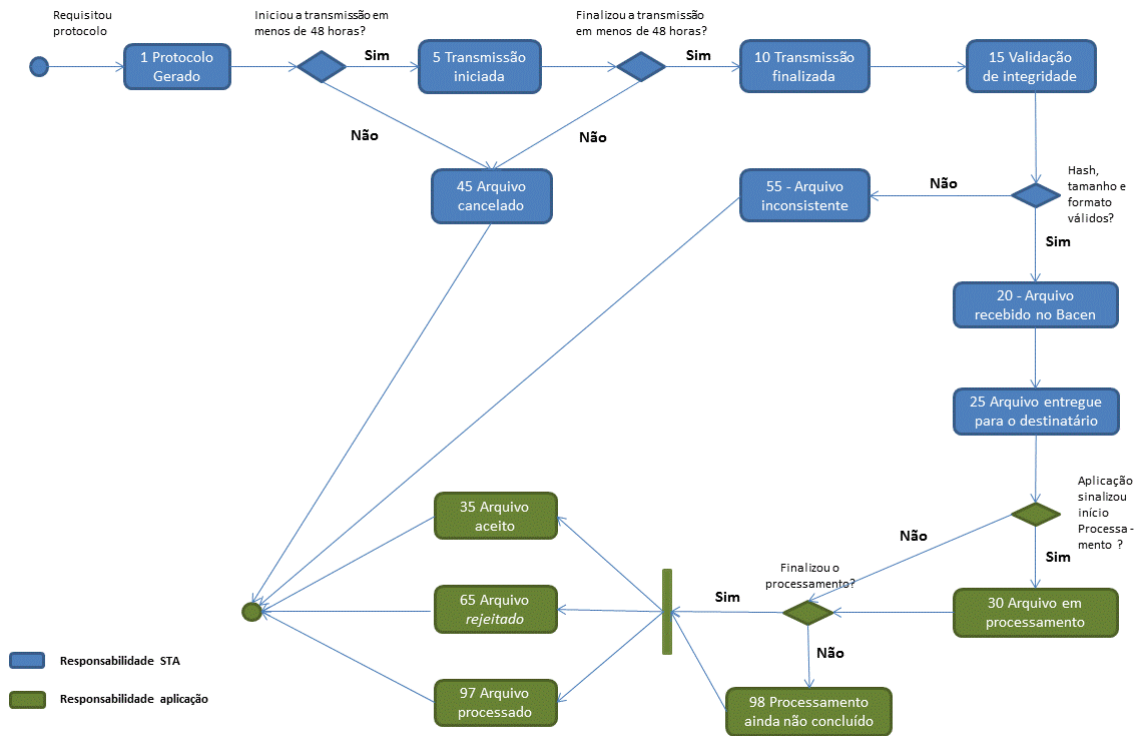 Requisitou
protocolo
Iniciou a transmissão em
menos de 48 horas?
Finalizou a transmissão
em menos de 48 horas?
1 Protocolo
Gerado
Sim
5 Transmissão
iniciada
Sim
10 Transmissão
finalizada
15 Validação
de integridade
Não
Não
45 Arquivo
cancelado
55 - Arquivo
inconsistente
Não
Hash,
tamanho e
formato
válidos?
Sim
20 - Arquivo
recebido no Bacen
25 Arquivo entregue
para o destinatário
Aplicação
sinalizou
início
Processa -
mento ?
Não
Sim
35 Arquivo
aceito
Finalizou o
processamento?
Sim
30 Arquivo em
processamento
65 Arquivo
rejeitado
Não
97 Arquivo
processado
98 Processamento
ainda não concluído
Responsabilidade STA
Responsabilidade aplicação